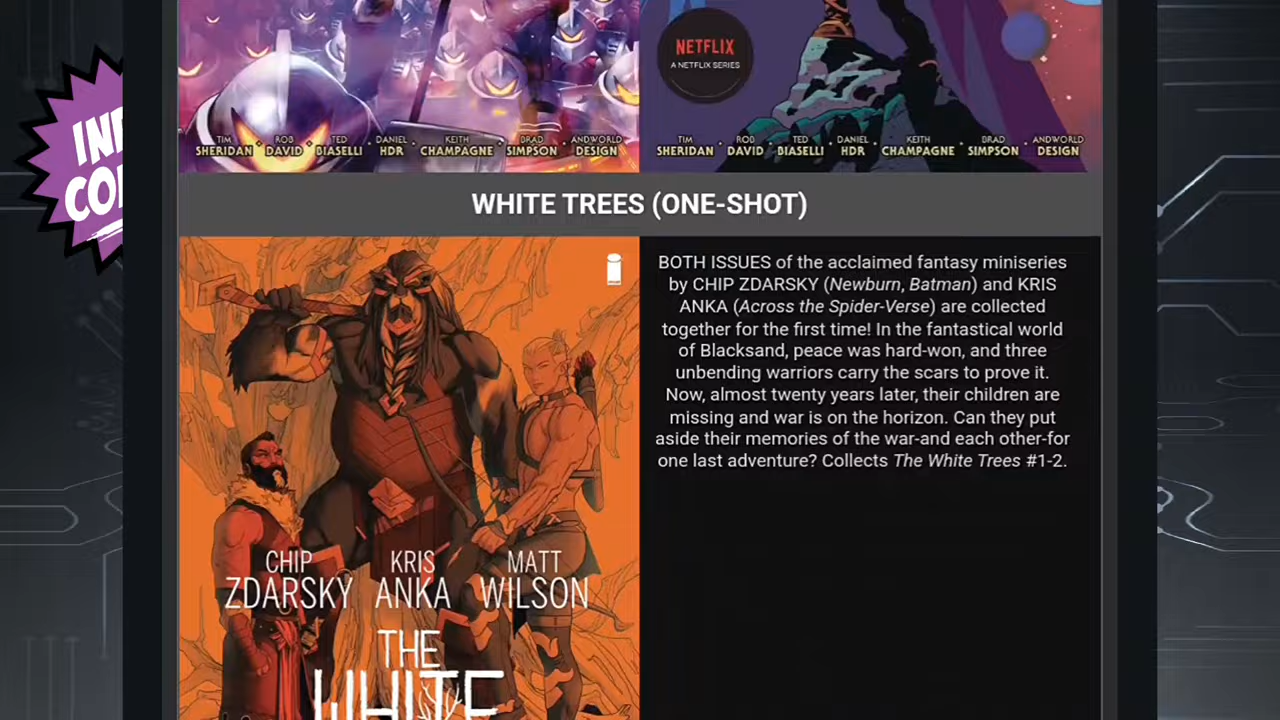 IND
CO
NETFLIX
A NETFLIX SERIES
TIM SHERIDAN • ROB DAVID • TED BIASELLI • DANIEL HDR • KEITH CHAMPAGNE • BRAD SIMPSON • ANDWORLD DESIGN
TIM SHERIDAN • ROB DAVID • TED BIASELLI • DANIEL HDR • KEITH CHAMPAGNE • BRAD SIMPSON • ANDWORLD DESIGN
WHITE TREES (ONE-SHOT)
BOTH ISSUES of the acclaimed fantasy miniseries
by CHIP ZDARSKY (Newburn, Batman) and KRIS
ANKA (Across the Spider-Verse) are collected
together for the first time! In the fantastical world
of Blacksand, peace was hard-won, and three
unbending warriors carry the scars to prove it.
Now, almost twenty years later, their children are
missing and war is on the horizon. Can they put
aside their memories of the war-and each other-for
one last adventure? Collects The White Trees #1-2.
CHIP ZDARSKY
KRIS ANKA
MATT WILSON
THE
WHITE